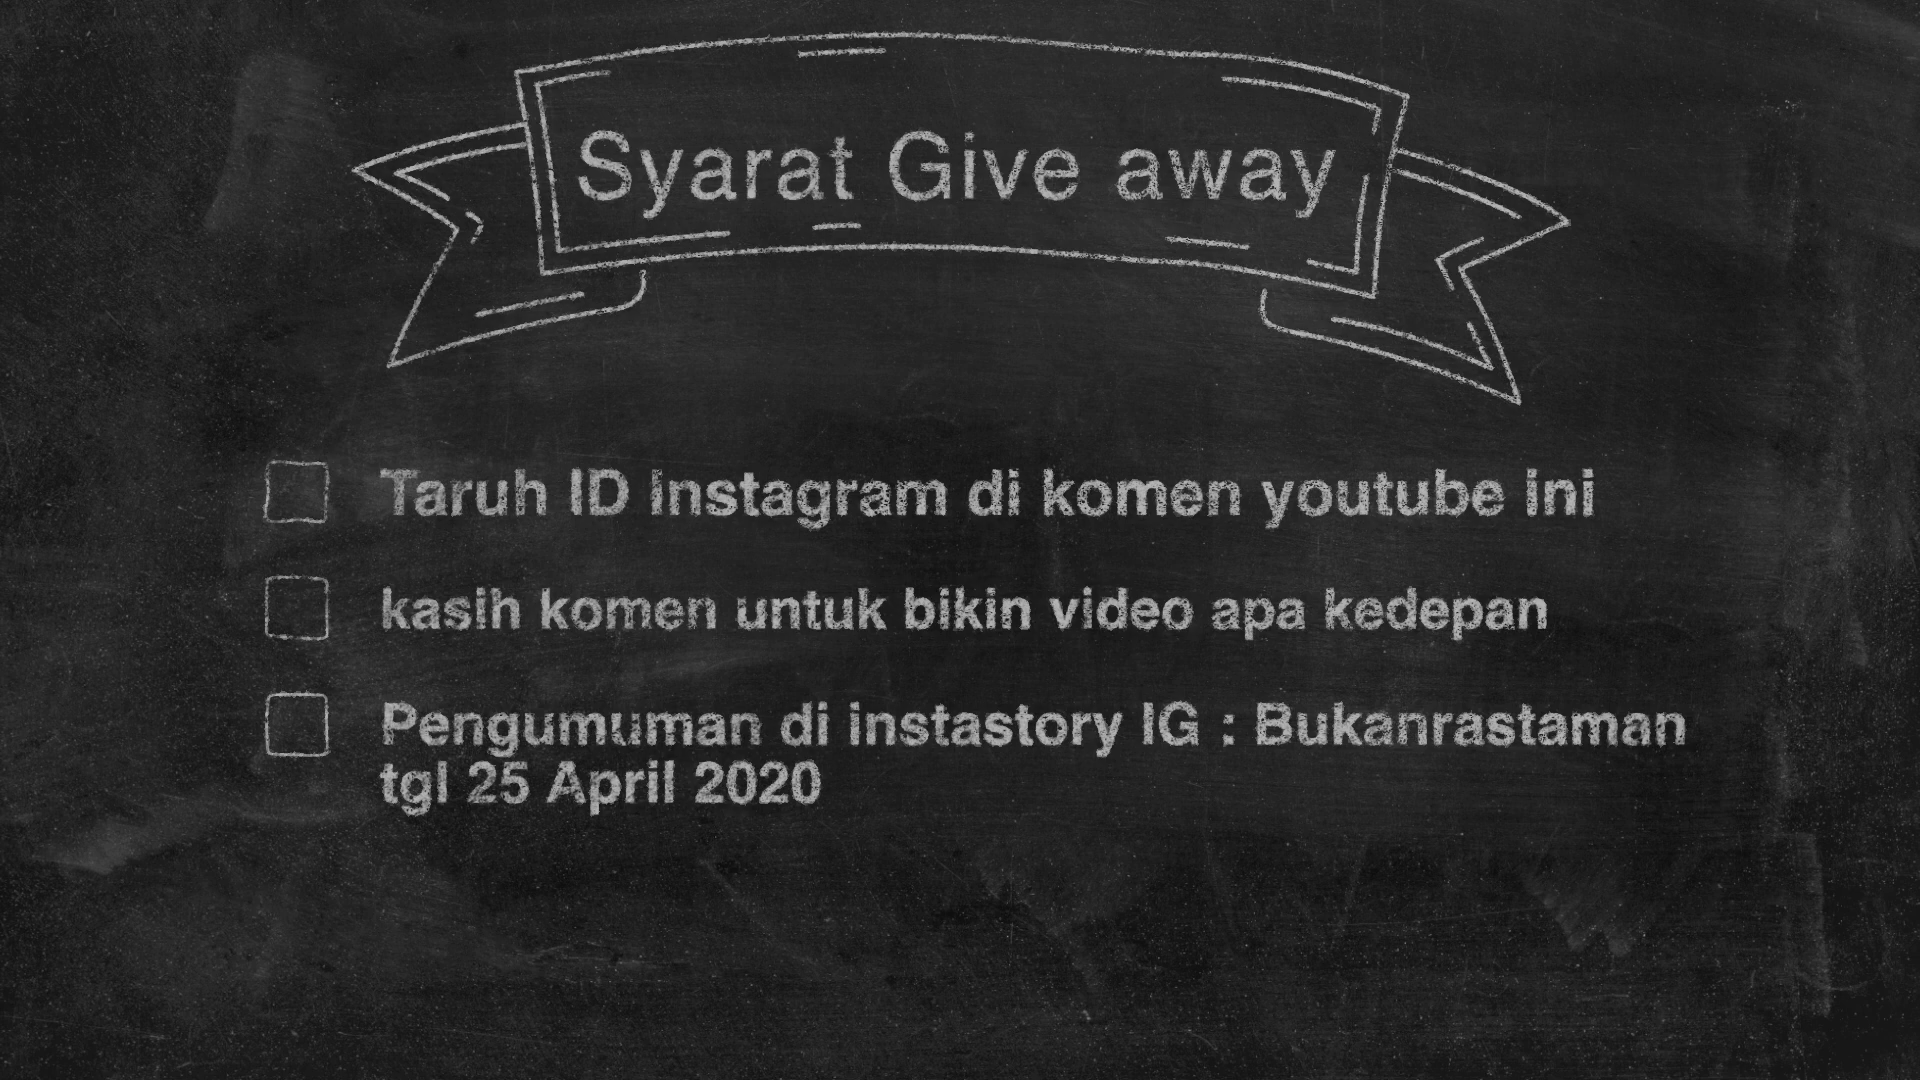 Syarat Give away
Taruh ID Instagram di komen youtube ini
kasih komen untuk bikin video apa kedepan
Pengumuman di instastory IG : Bukanrastaman
tgl 25 April 2020